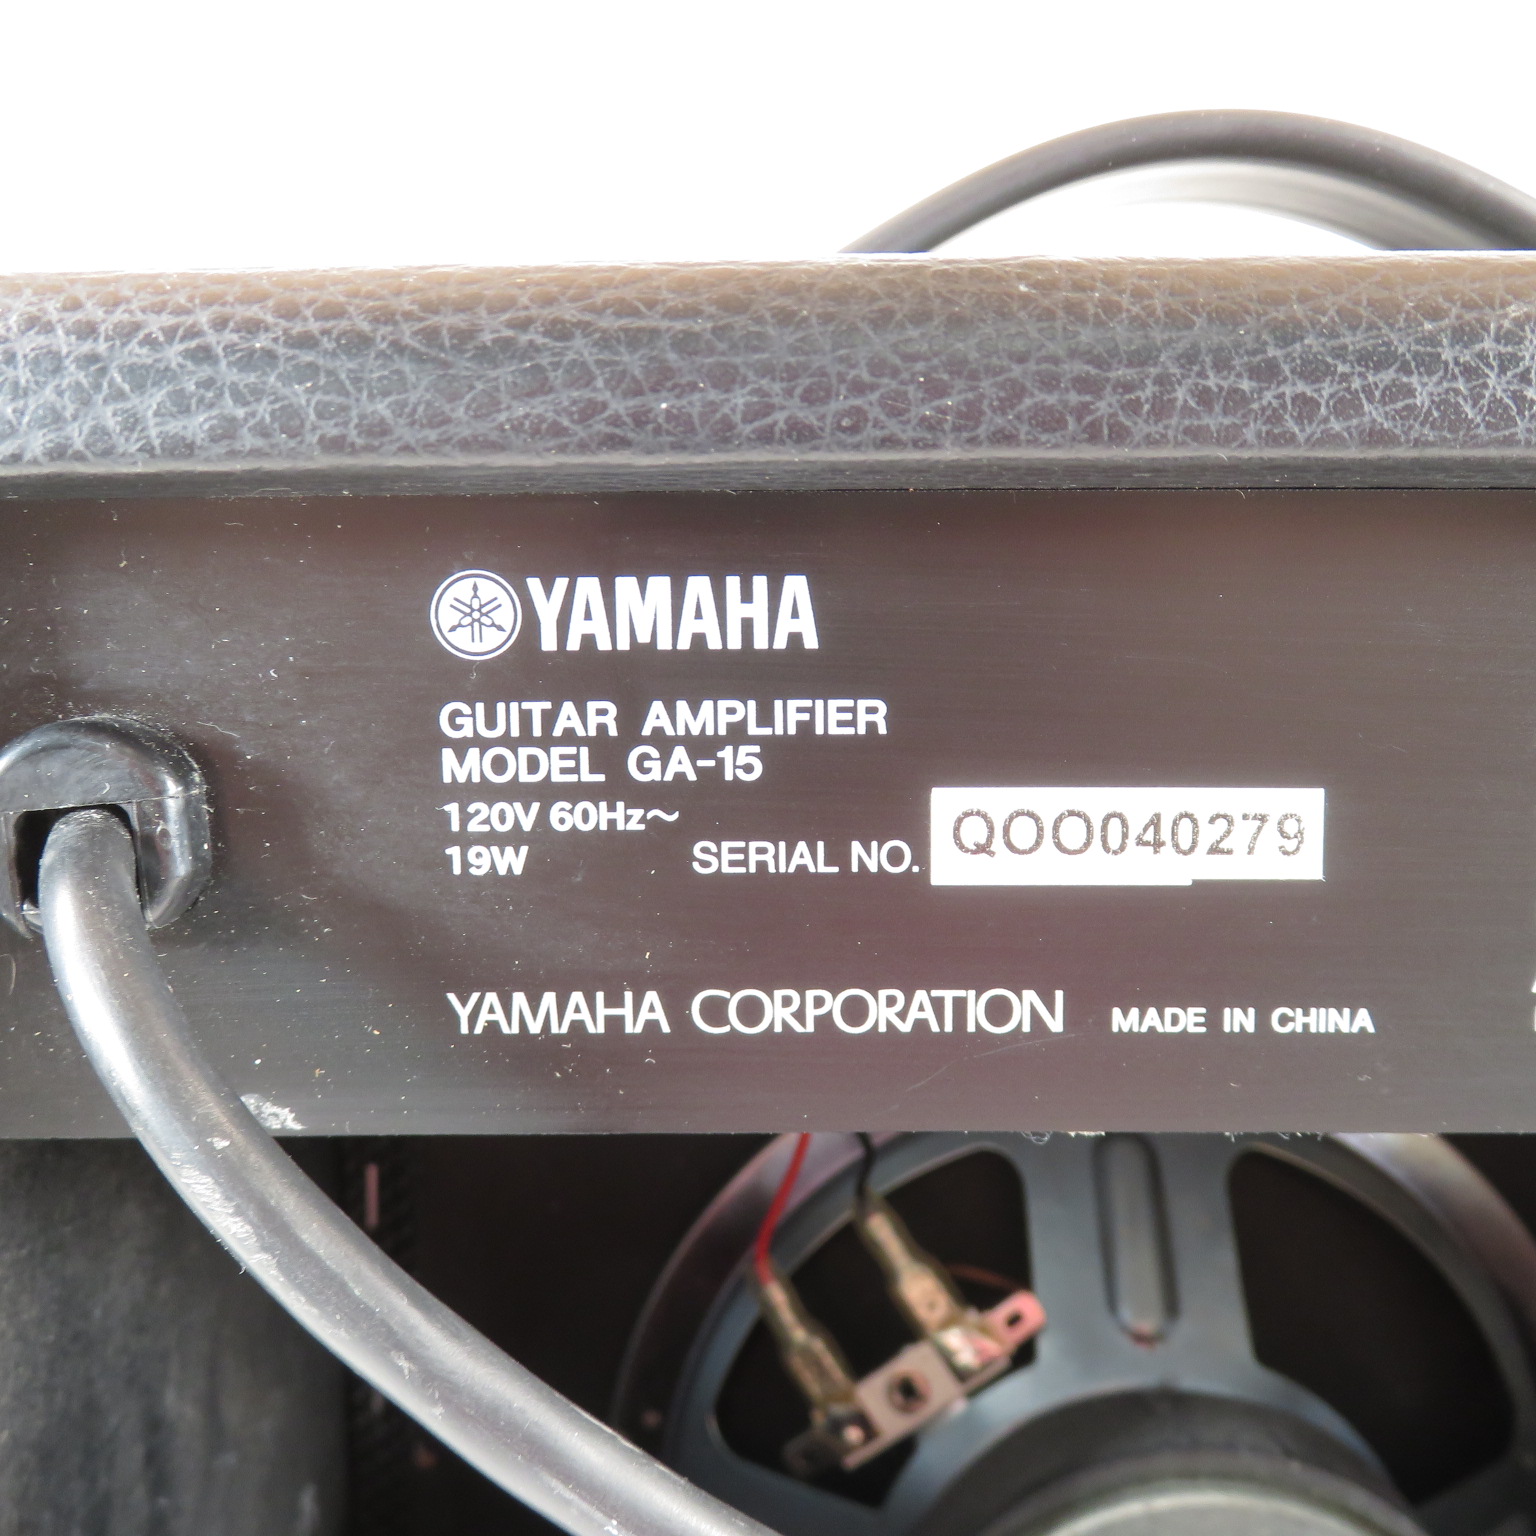 YAMAHA
GUITAR AMPLIFIER
MODEL GA-15
120V 60Hz~
19W
SERIAL NO. QOO040279
YAMAHA CORPORATION MADE IN CHINA